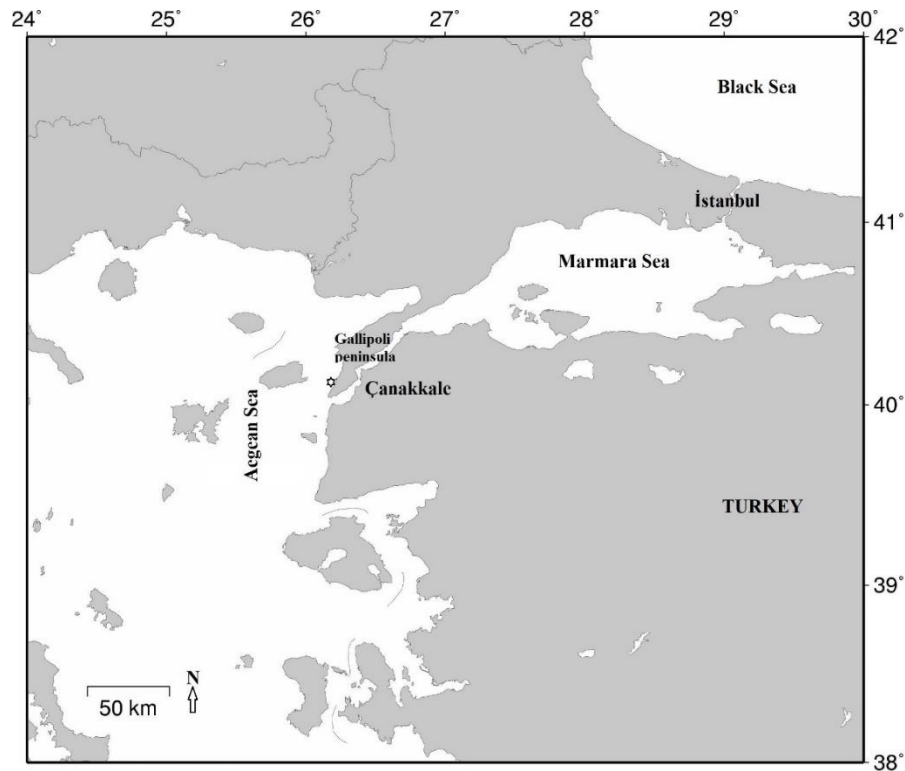 24° 25° 26° 27° 28° 29° 30°
42°
Black Sea
İstanbul
41°
Marmara Sea
Gallipoli
peninsula
Çanakkale
40°
Aegean Sea
TURKEY
39°
N
50 km
38°